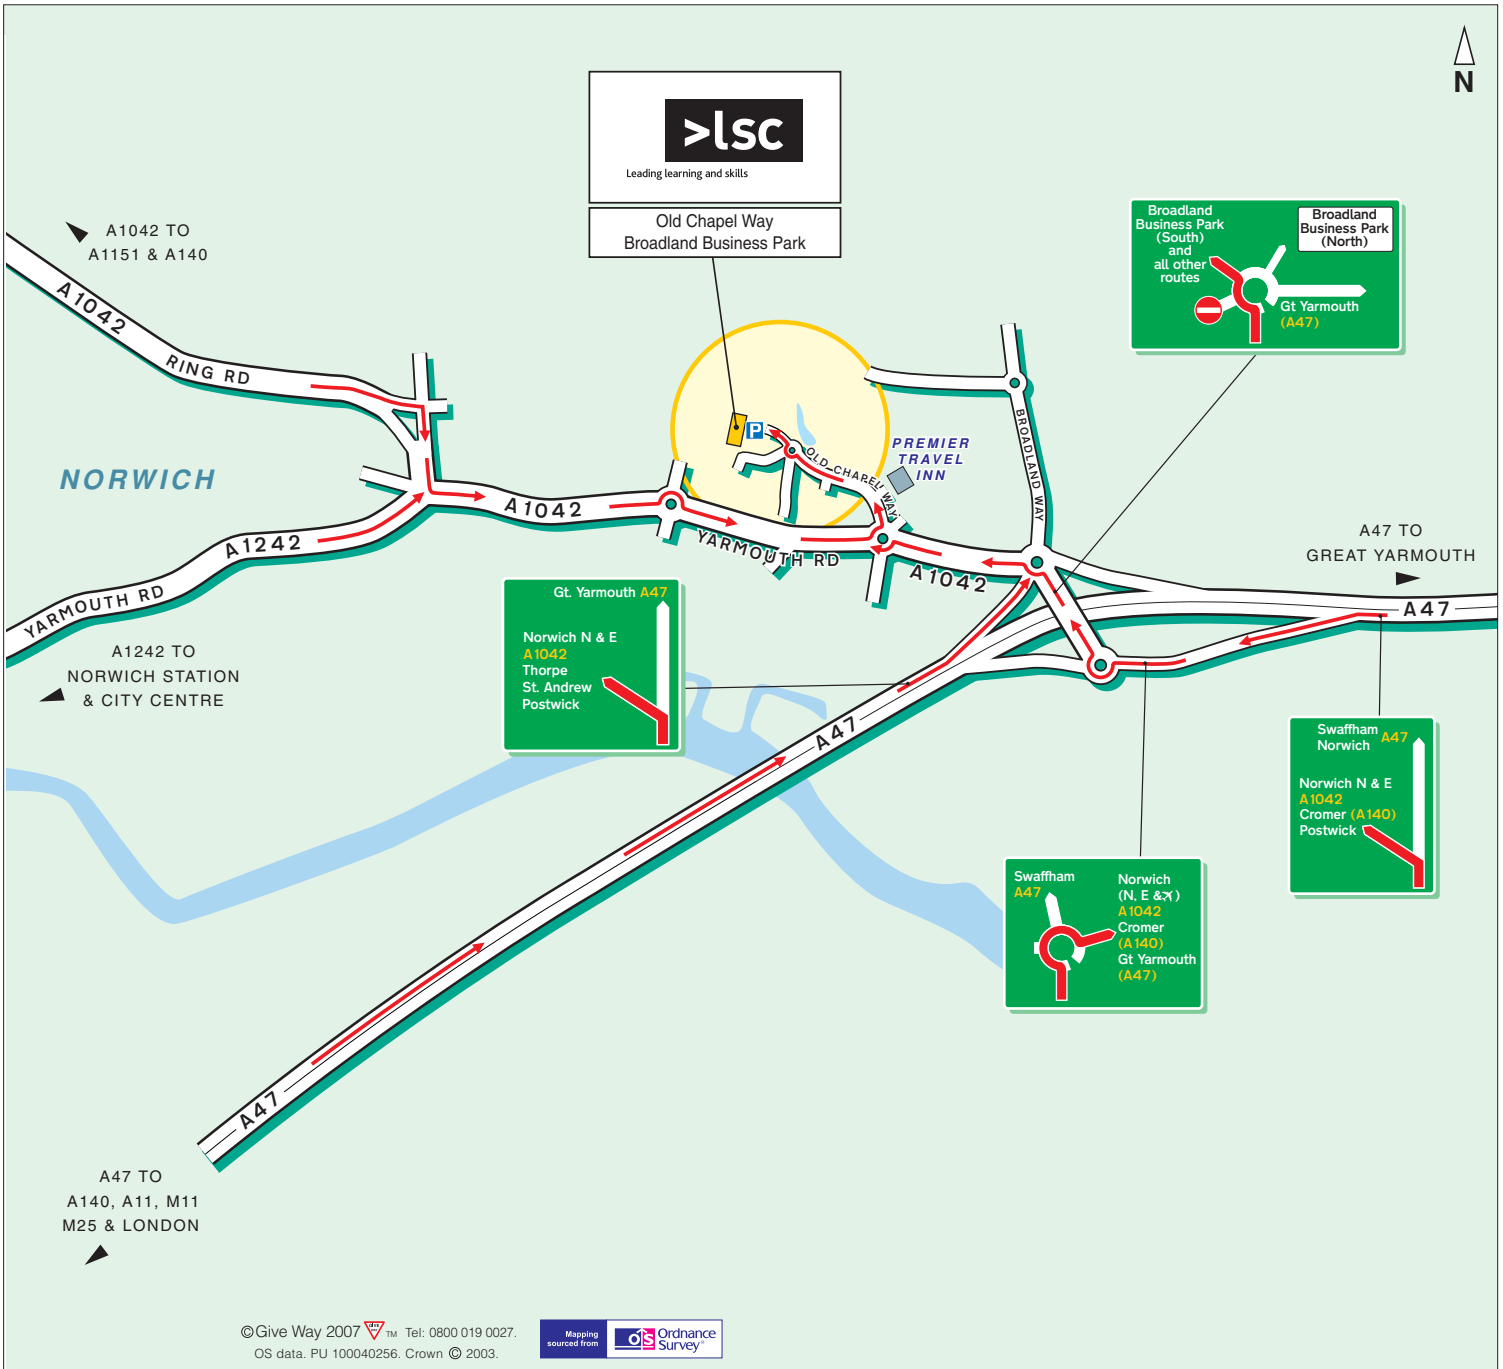 N
>lsc
Leading learning and skills
Old Chapel Way
Broadland Business Park
A1042 TO
A1151 & A140
Broadland
Business Park
(South)
and
all other
routes
Broadland
Business Park
(North)
Gt Yarmouth
(A47)
A1042
RING RD
NORWICH
P
OLD CHAPEL WAY
PREMIER
TRAVEL
INN
BROADLAND WAY
A1042
YARMOUTH RD
A1042
A1242
YARMOUTH RD
A47 TO
GREAT YARMOUTH
A47
A1242 TO
NORWICH STATION
& CITY CENTRE
Gt. Yarmouth A47
Norwich N & E
A1042
Thorpe
St. Andrew
Postwick
A47
Swaffham A47
Norwich
Norwich N & E
A1042
Cromer (A140)
Postwick
Swaffham
A47
Norwich
(N, E &✈)
A1042
Cromer
(A140)
Gt Yarmouth
(A47)
A47
A47 TO
A140, A11, M11
M25 & LONDON
©Give Way 2007 GIVE WAY TM Tel: 0800 019 0027.
OS data. PU 100040256. Crown © 2003.
Mapping
sourced from
OS Ordnance
Survey®